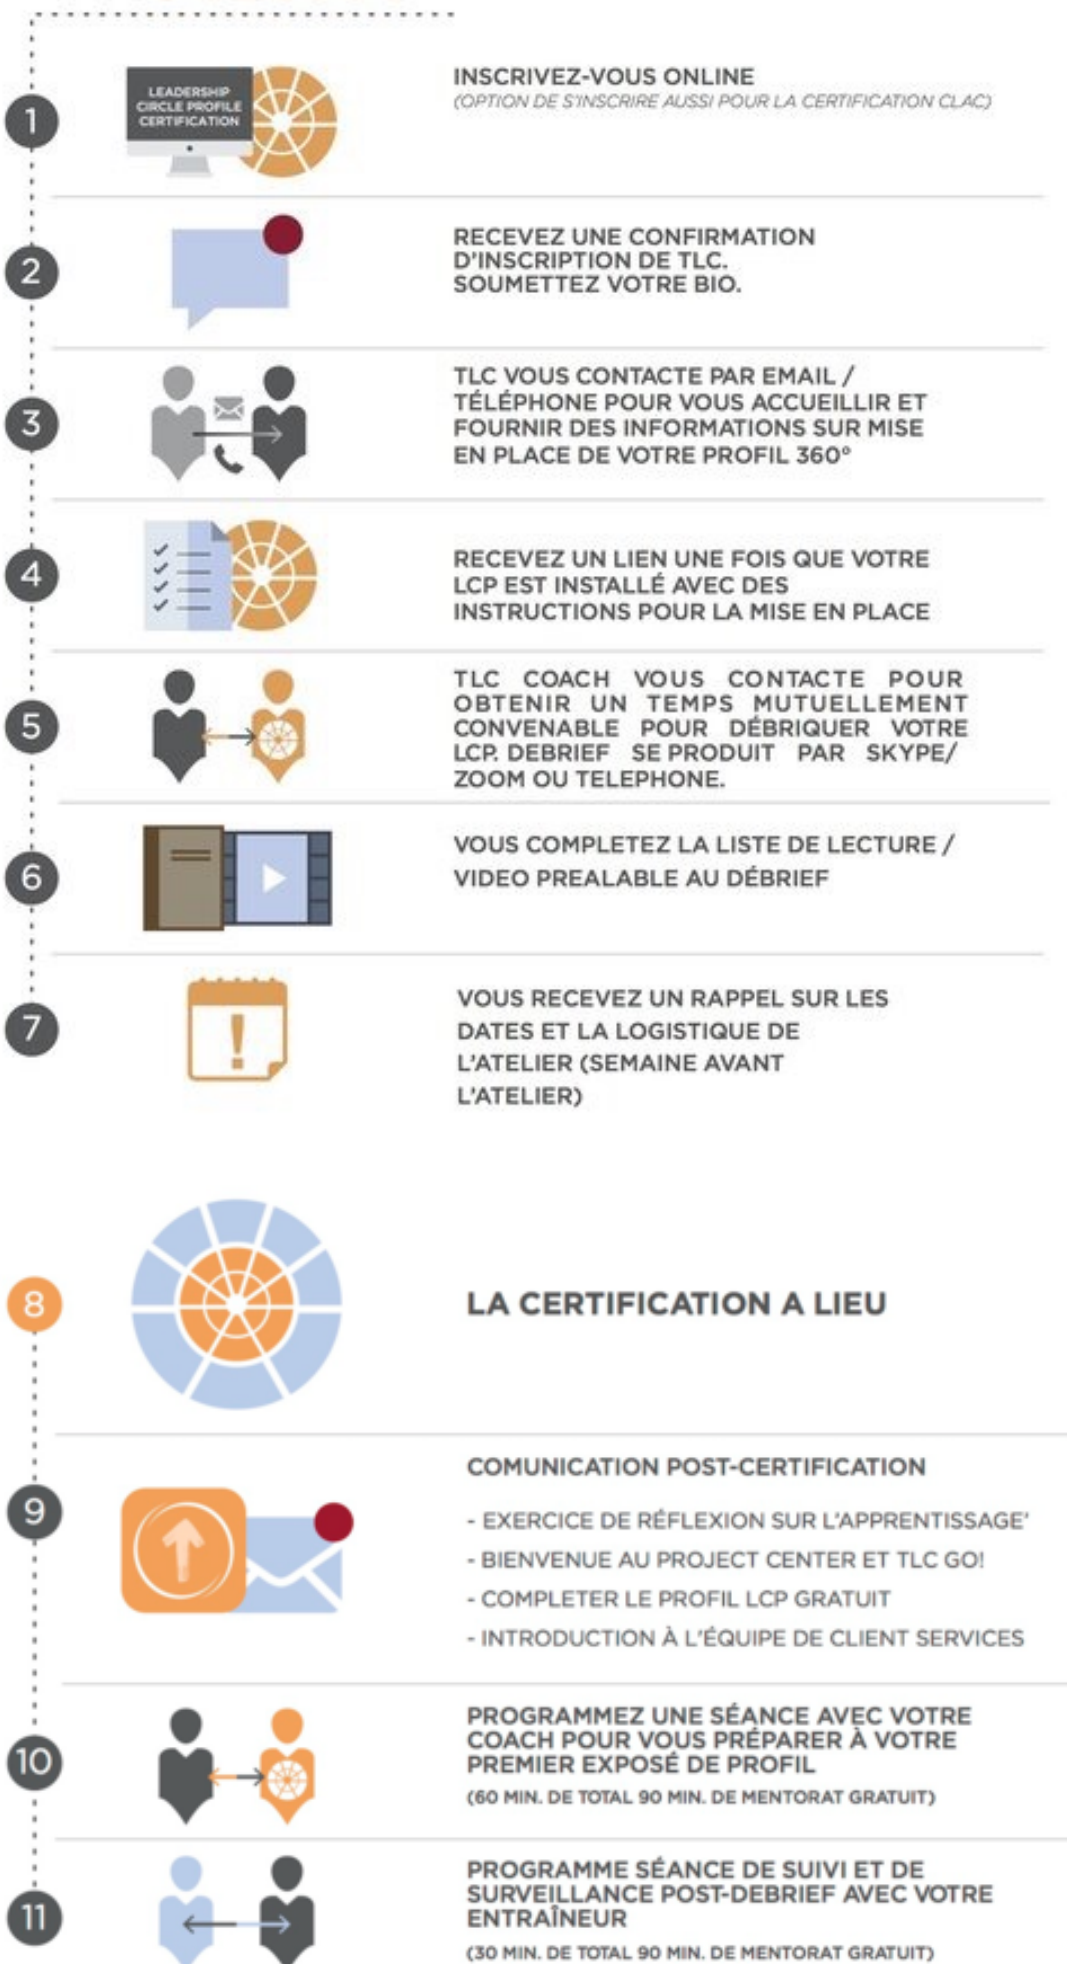 1
LEADERSHIP
CIRCLE PROFILE
CERTIFICATION
INSCRIVEZ-VOUS ONLINE
(OPTION DE S'INSCRIRE AUSSI POUR LA CERTIFICATION CLAC)
2
RECEVEZ UNE CONFIRMATION
D'INSCRIPTION DE TLC.
SOUMETTEZ VOTRE BIO.
3
TLC VOUS CONTACTE PAR EMAIL /
TÉLÉPHONE POUR VOUS ACCUEILLIR ET
FOURNIR DES INFORMATIONS SUR MISE
EN PLACE DE VOTRE PROFIL 360°
4
RECEVEZ UN LIEN UNE FOIS QUE VOTRE
LCP EST INSTALLÉ AVEC DES
INSTRUCTIONS POUR LA MISE EN PLACE
5
TLC COACH VOUS CONTACTE POUR
OBTENIR UN TEMPS MUTUELLEMENT
CONVENABLE POUR DÉBRIQUER VOTRE
LCP. DEBRIEF SE PRODUIT PAR SKYPE/
ZOOM OU TELEPHONE.
6
VOUS COMPLETEZ LA LISTE DE LECTURE /
VIDEO PREALABLE AU DÉBRIEF
7
VOUS RECEVEZ UN RAPPEL SUR LES
DATES ET LA LOGISTIQUE DE
L'ATELIER (SEMAINE AVANT
L'ATELIER)
8
LA CERTIFICATION A LIEU
9
COMUNICATION POST-CERTIFICATION
- EXERCICE DE RÉFLEXION SUR L'APPRENTISSAGE'
- BIENVENUE AU PROJECT CENTER ET TLC GO!
- COMPLETER LE PROFIL LCP GRATUIT
- INTRODUCTION À L'ÉQUIPE DE CLIENT SERVICES
10
PROGRAMMEZ UNE SÉANCE AVEC VOTRE
COACH POUR VOUS PRÉPARER À VOTRE
PREMIER EXPOSÉ DE PROFIL
(60 MIN. DE TOTAL 90 MIN. DE MENTORAT GRATUIT)
11
PROGRAMME SÉANCE DE SUIVI ET DE
SURVEILLANCE POST-DEBRIEF AVEC VOTRE
ENTRAÎNEUR
(30 MIN. DE TOTAL 90 MIN. DE MENTORAT GRATUIT)